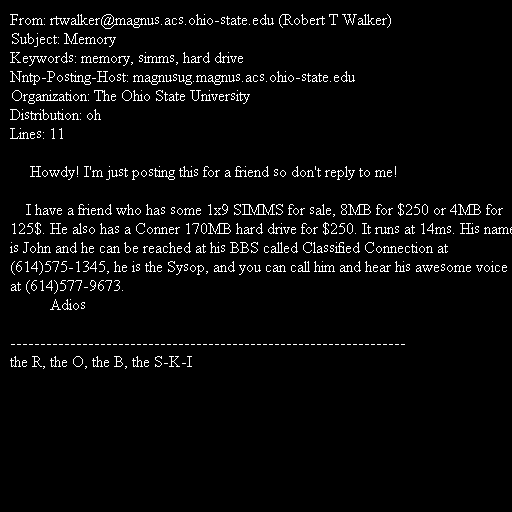 From: rtwalker@magnus.acs.ohio-state.edu (Robert T Walker)
Subject: Memory
Keywords: memory, simms, hard drive
Nntp-Posting-Host: magnusug.magnus.acs.ohio-state.edu
Organization: The Ohio State University
Distribution: oh
Lines: 11

Howdy! I'm just posting this for a friend so don't reply to me!

I have a friend who has some 1x9 SIMMS for sale, 8MB for $250 or 4MB for
125$. He also has a Conner 170MB hard drive for $250. It runs at 14ms. His name
is John and he can be reached at his BBS called Classified Connection at
(614)575-1345, he is the Sysop, and you can call him and hear his awesome voice
at (614)577-9673.
Adios

------------------------------------------------------------------
the R, the O, the B, the S-K-I